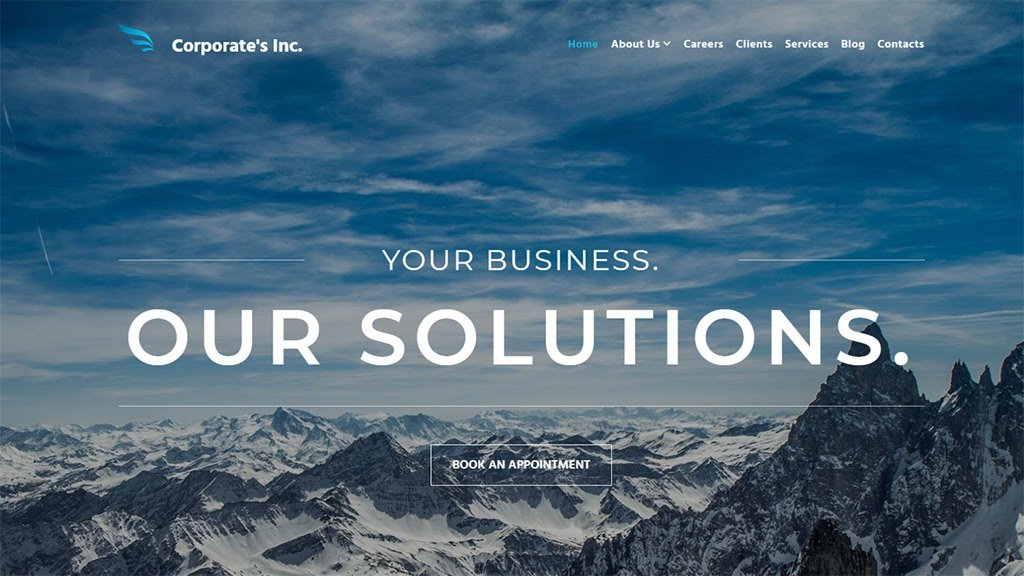 Corporate's Inc.
Home About Us Careers Clients Services Blog Contacts
YOUR BUSINESS.
OUR SOLUTIONS.
BOOK AN APPOINTMENT